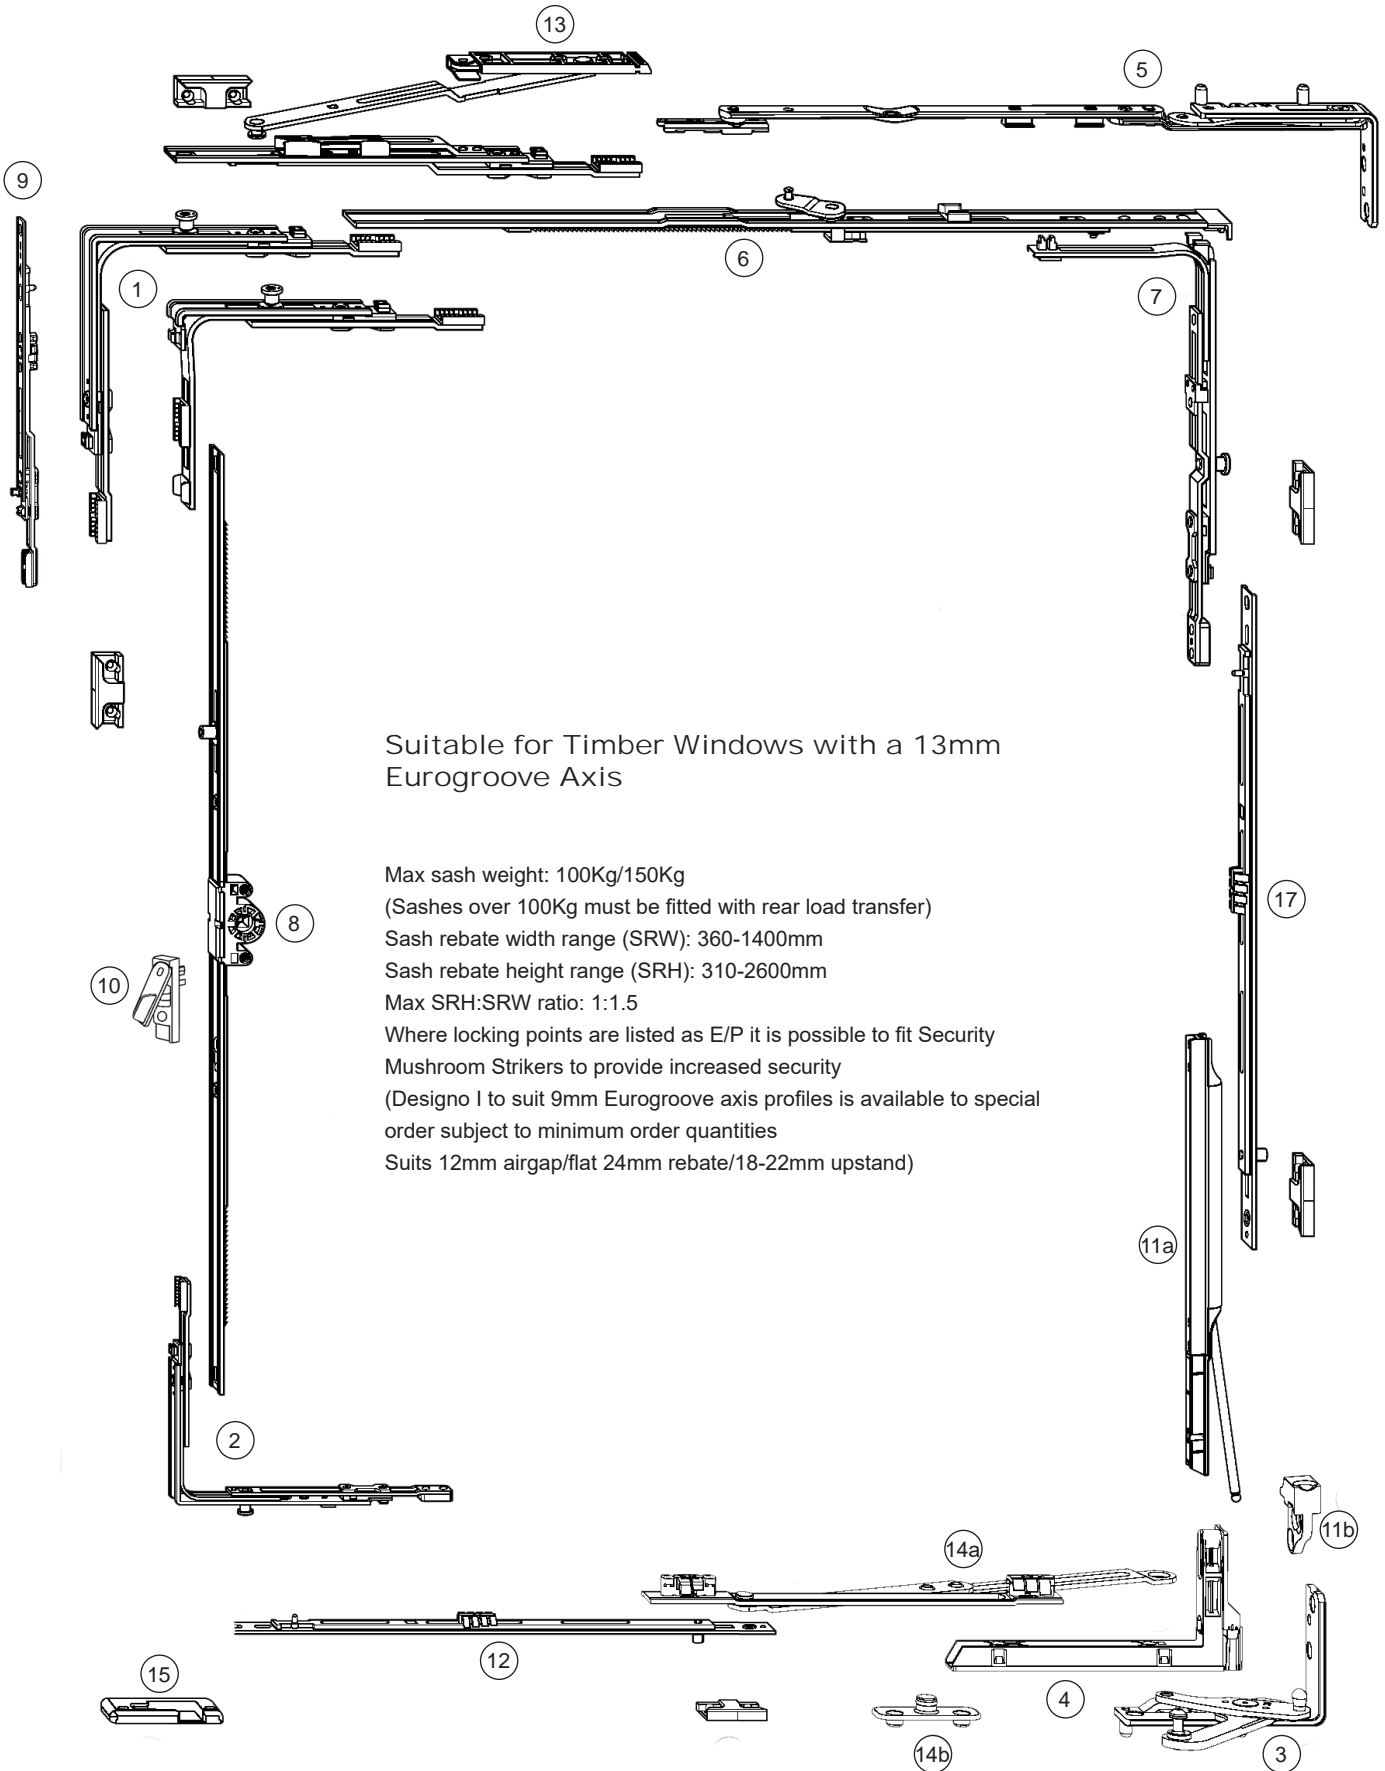 13
5
9
6
1
7
Suitable for Timber Windows with a 13mm
Eurogroove Axis
Max sash weight: 100Kg/150Kg
(Sashes over 100Kg must be fitted with rear load transfer)
Sash rebate width range (SRW): 360-1400mm
Sash rebate height range (SRH): 310-2600mm
Max SRH:SRW ratio: 1:1.5
Where locking points are listed as E/P it is possible to fit Security
Mushroom Strikers to provide increased security
(Designo I to suit 9mm Eurogroove axis profiles is available to special
order subject to minimum order quantities
Suits 12mm airgap/flat 24mm rebate/18-22mm upstand)
17
8
10
11a
2
11b
14a
12
15
4
14b
3